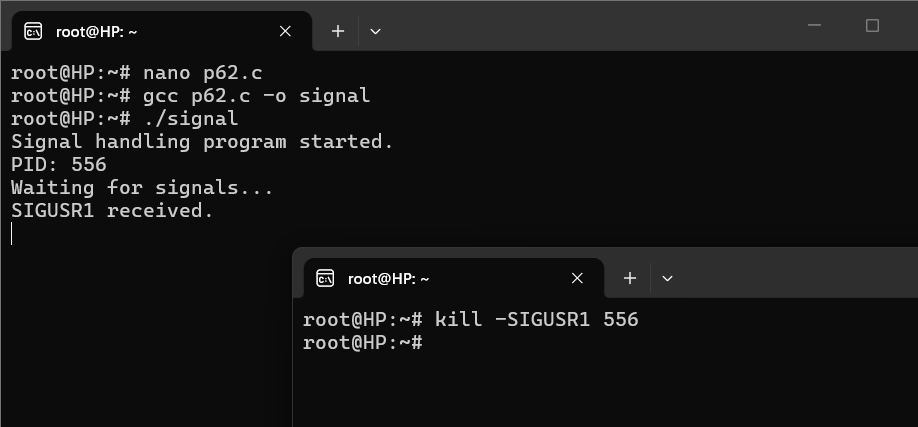 root@HP: ~
root@HP:~# nano p62.c
root@HP:~# gcc p62.c -o signal
root@HP:~# ./signal
Signal handling program started.
PID: 556
Waiting for signals...
SIGUSR1 received.
root@HP: ~
root@HP:~# kill -SIGUSR1 556
root@HP:~#